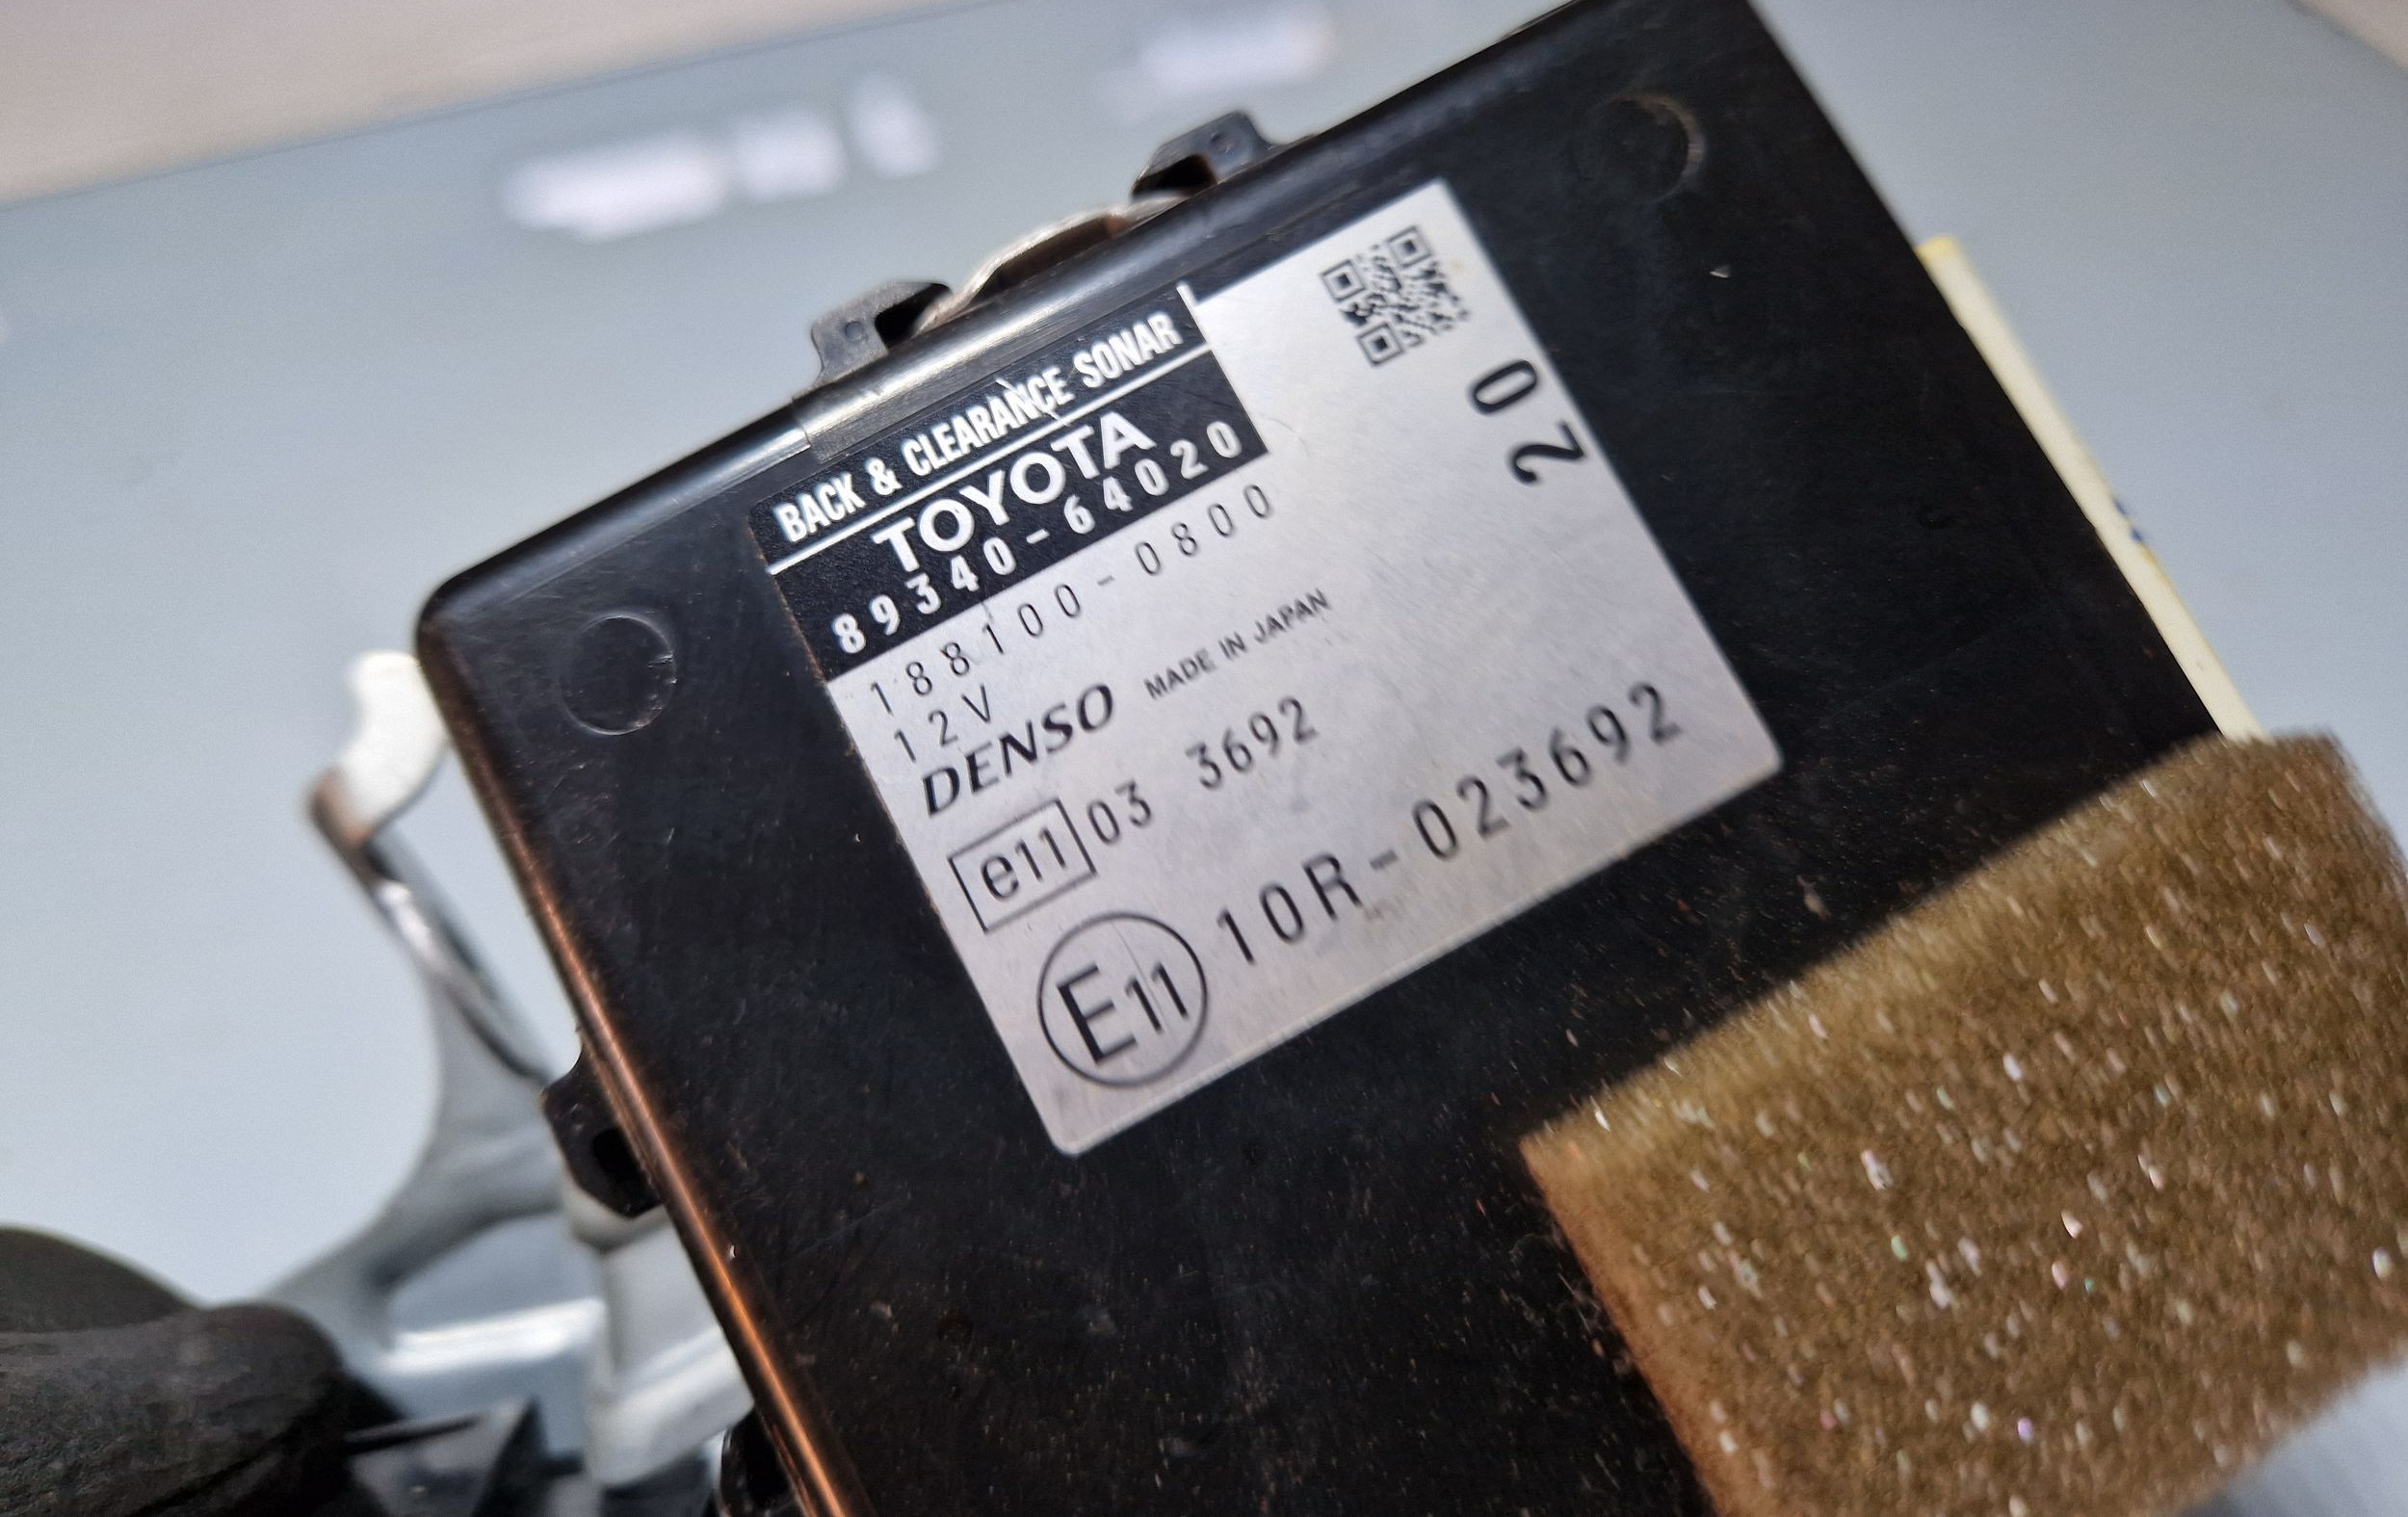 BACK & CLEARANCE SONAR
TOYOTA
89340-64020
188100-0800
12V
DENSO MADE IN JAPAN
e11 03 3692
E11 10R-023692
20